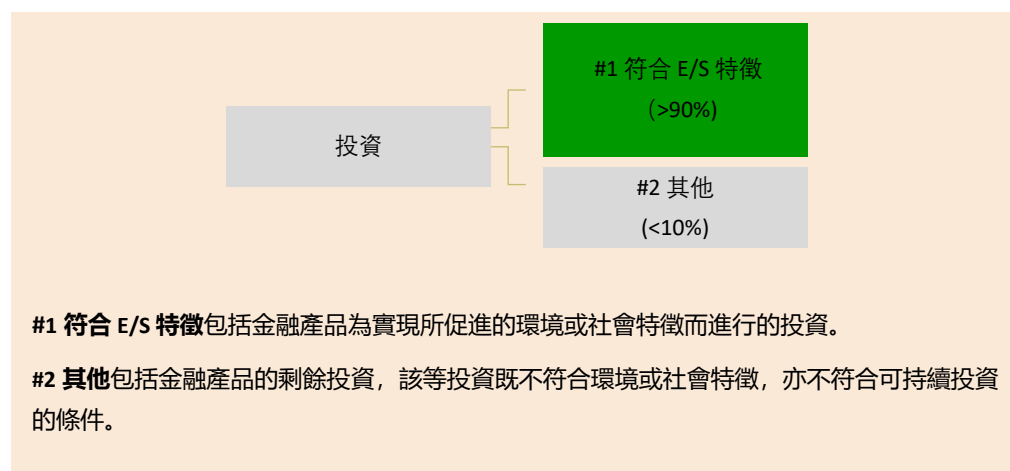 #1 符合 E/S 特徵
（>90%)
投資
#2 其他
(<10%)
#1 符合 E/S 特徵包括金融產品為實現所促進的環境或社會特徵而進行的投資。
#2 其他包括金融產品的剩餘投資，該等投資既不符合環境或社會特徵，亦不符合可持續投資
的條件。